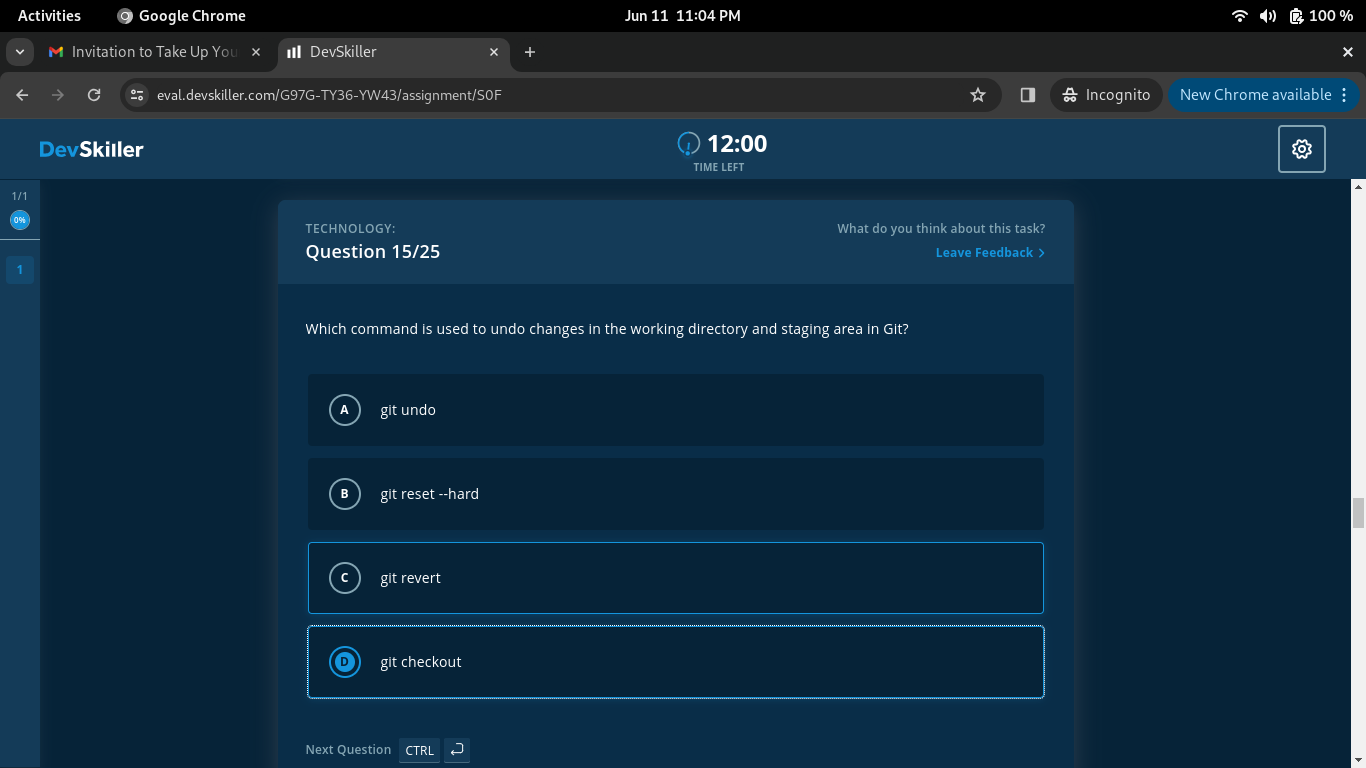 Activities
Google Chrome
Jun 11 11:04 PM
100 %
Invitation to Take Up You
DevSkiller
eval.devskiller.com/G97G-TY36-YW43/assignment/S0F
Incognito
New Chrome available
DevSkiller
12:00
TIME LEFT
1/1
0%
1
TECHNOLOGY:
Question 15/25
What do you think about this task?
Leave Feedback
Which command is used to undo changes in the working directory and staging area in Git?
A git undo
B git reset --hard
C git revert
D git checkout
Next Question CTRL